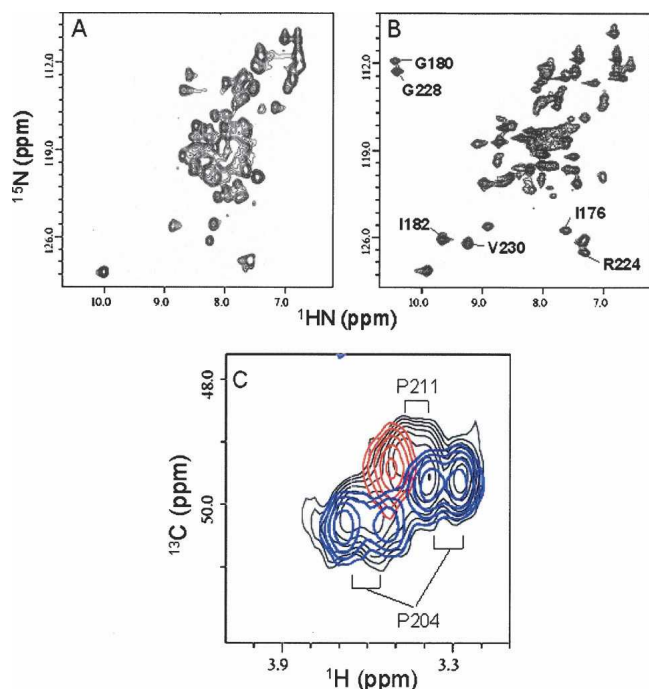 A
B
112.0
119.0
126.0
¹⁵N (ppm)
10.0 9.0 8.0 7.0
112.0
119.0
126.0
G180
G228
I182
V230
I176
R224
10.0 9.0 8.0 7.0
¹HN (ppm)
C
P211
48.0
50.0
¹³C (ppm)
P204
3.9 3.3
¹H (ppm)